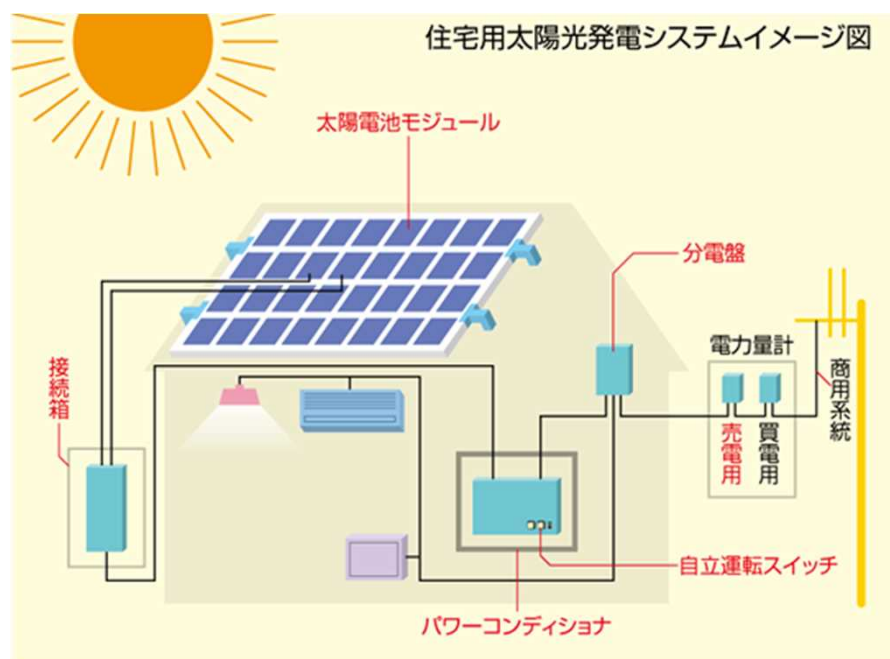 住宅用太陽光発電システムイメージ図
太陽電池モジュール
分電盤
電力量計
接続箱
売電用
買電用
商用系統
自立運転スイッチ
パワーコンディショナ